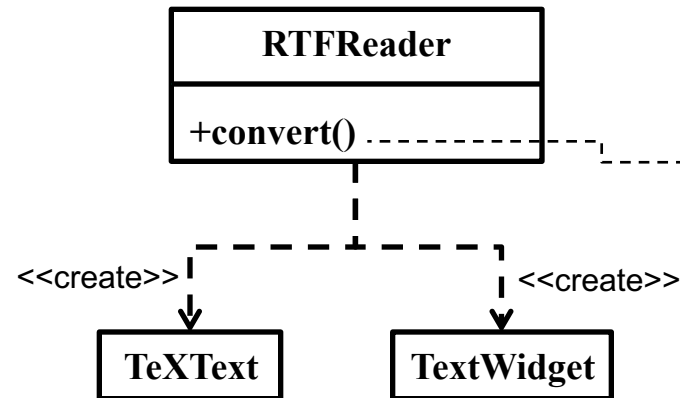 RTFReader
+convert()
<<create>> <<create>>
TeXText TextWidget